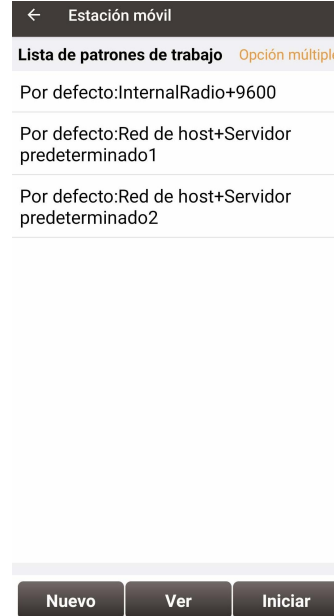 ← Estación móvil
Lista de patrones de trabajo Opción múltiple
Por defecto:InternalRadio+9600
Por defecto:Red de host+Servidor
predeterminado1
Por defecto:Red de host+Servidor
predeterminado2
Nuevo Ver Iniciar